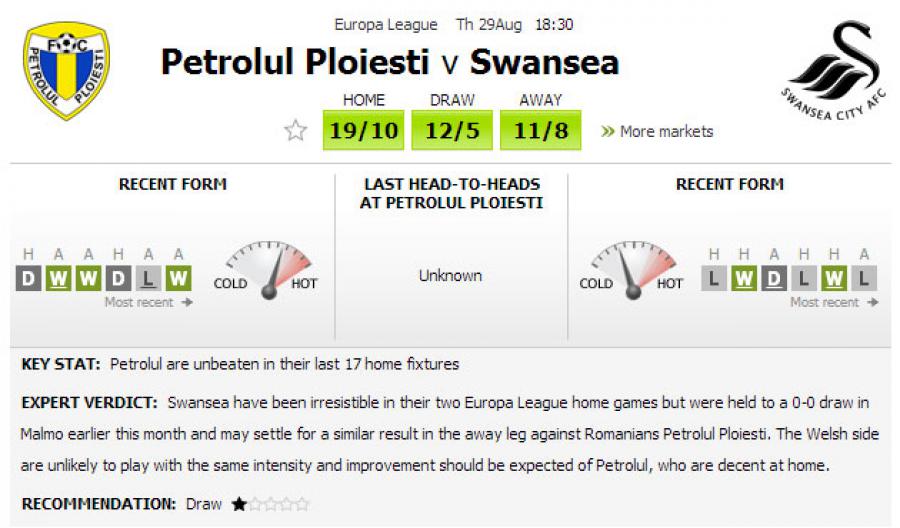 Europa League Th 29Aug 18:30
Petrolul Ploiesti v Swansea
HOME DRAW AWAY
19/10 12/5 11/8 » More markets
FC
PETROLUL PLOIESTI
SWANSEA CITY AFC
RECENT FORM
H A A H A A
D W W D L W
COLD HOT
Most recent →
LAST HEAD-TO-HEADS
AT PETROLUL PLOIESTI
Unknown
RECENT FORM
COLD HOT
H H A H H A
L W D L W L
Most recent →
KEY STAT: Petrolul are unbeaten in their last 17 home fixtures
EXPERT VERDICT: Swansea have been irresistible in their two Europa League home games but were held to a 0-0 draw in
Malmo earlier this month and may settle for a similar result in the away leg against Romanians Petrolul Ploiesti. The Welsh side
are unlikely to play with the same intensity and improvement should be expected of Petrolul, who are decent at home.
RECOMMENDATION: Draw